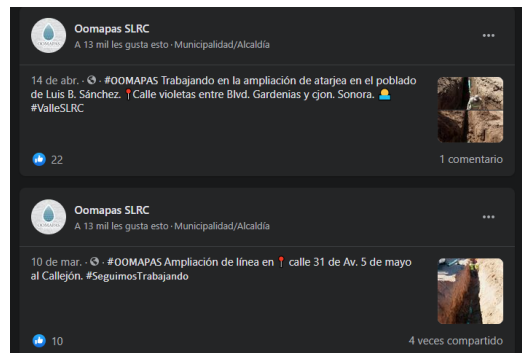 Oomapas SLRC
A 13 mil les gusta esto · Municipalidad/Alcaldía
14 de abr. · #OOMAPAS Trabajando en la ampliación de atarjea en el poblado
de Luis B. Sánchez. 📍Calle violetas entre Blvd. Gardenias y cjon. Sonora.
#ValleSLRC
22
1 comentario
Oomapas SLRC
A 13 mil les gusta esto · Municipalidad/Alcaldía
10 de mar. · #OOMAPAS Ampliación de línea en 📍 calle 31 de Av. 5 de mayo
al Callejón. #SeguimosTrabajando
10
4 veces compartido